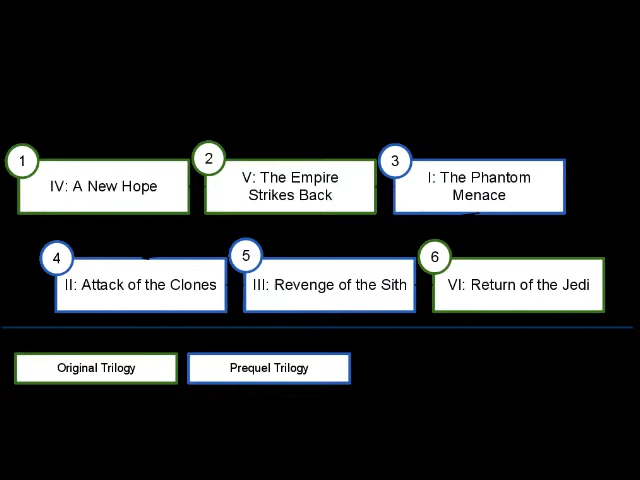 1
IV: A New Hope
2
V: The Empire
Strikes Back
3
I: The Phantom
Menace
4
II: Attack of the Clones
5
III: Revenge of the Sith
6
VI: Return of the Jedi
Original Trilogy
Prequel Trilogy